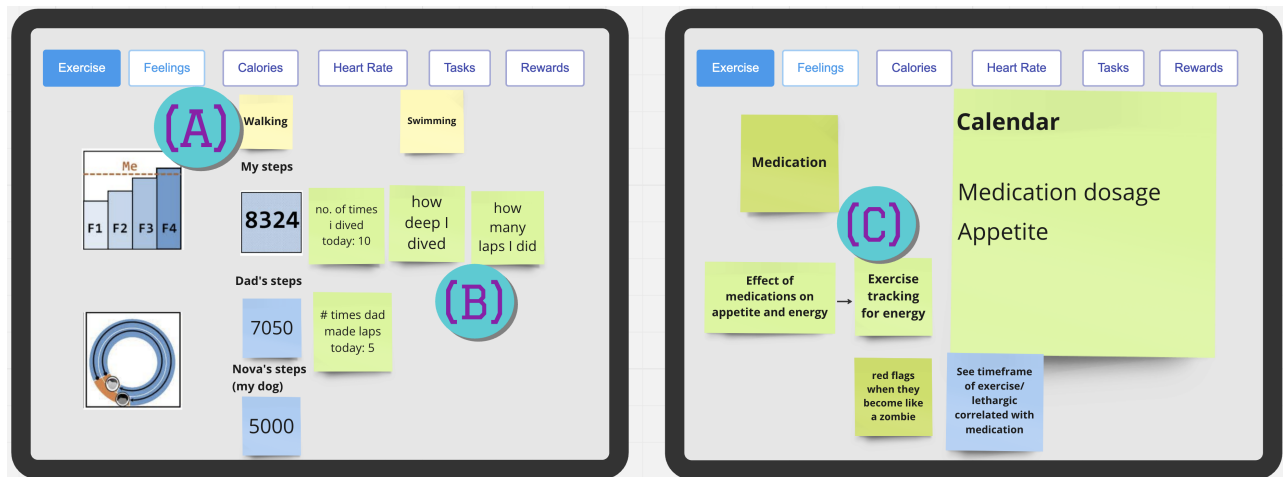 Exercise
Feelings
Calories
Heart Rate
Tasks
Rewards
(A)
Walking
Swimming
Me
F1 F2 F3 F4
My steps
8324
no. of times
i dived
today: 10
how
deep I
dived
how
many
laps I did
(B)
Dad's steps
7050
# times dad
made laps
today: 5
Nova's steps
(my dog)
5000
Exercise
Feelings
Calories
Heart Rate
Tasks
Rewards
Medication
(C)
Calendar
Medication dosage
Appetite
Effect of
medications on
appetite and energy
Exercise
tracking
for energy
red flags
when they
become like
a zombie
See timeframe
of exercise/
lethargic
correlated with
medication